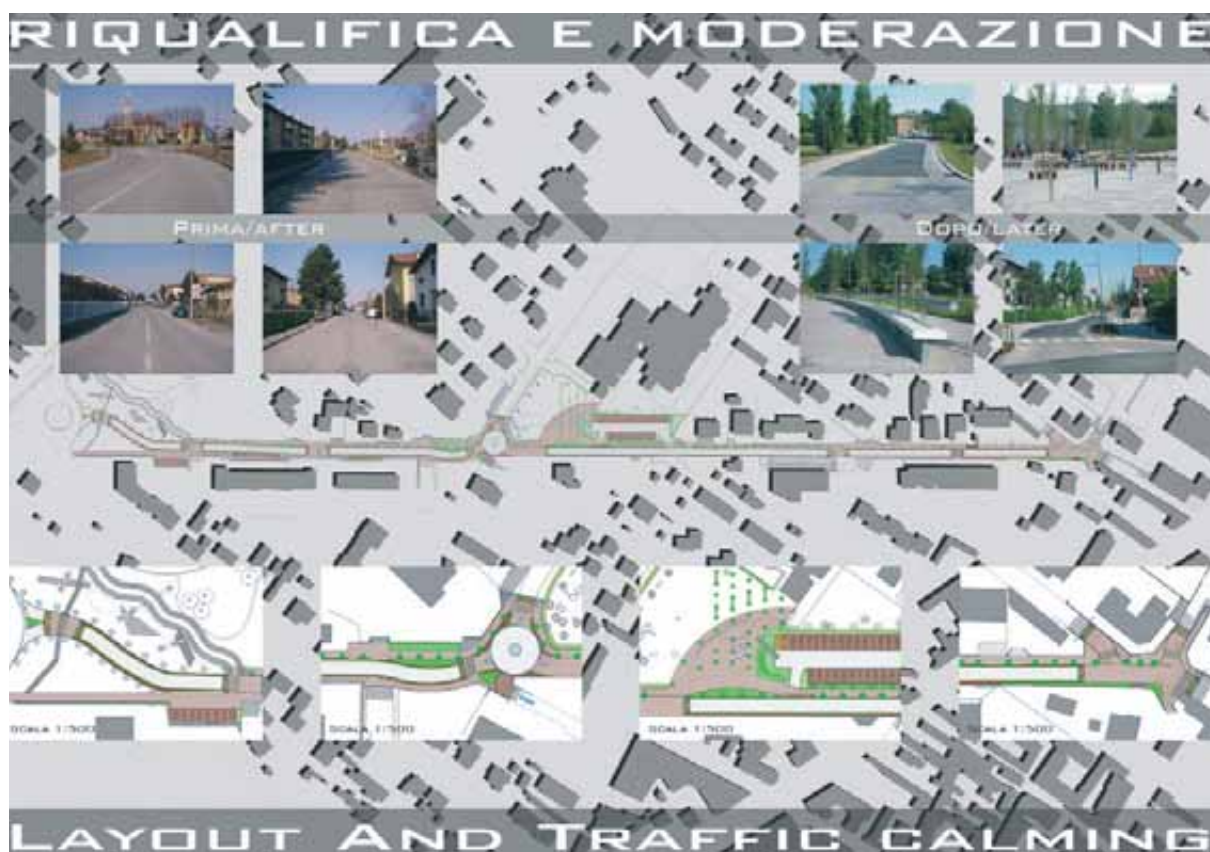 RIQUALIFICA E MODERAZIONE
PRIMA/AFTER
DOPO/LATER
SCALA 1:500
SCALA 1:500
SCALA 1:500
SCALA 1:500
LAYOUT AND TRAFFIC CALMING